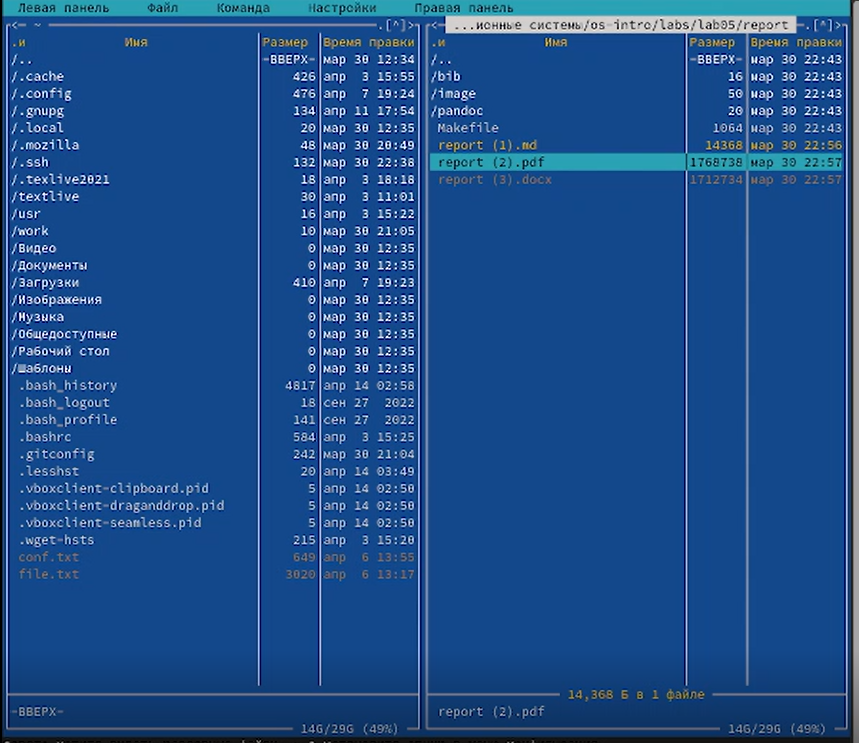 Левая панель Файл Команда Настройки Правая панель
<─ ~ .[^]>
.и Имя Размер Время правки
/.. -ВВЕРХ- мар 30 12:34
/.cache 426 апр 3 15:55
/.config 476 апр 7 19:24
/.gnupg 134 апр 11 17:54
/.local 20 мар 30 12:35
/.mozilla 48 мар 30 20:49
/.ssh 132 мар 30 22:38
/.texlive2021 18 апр 3 18:18
/textlive 30 апр 3 11:01
/usr 16 апр 3 15:22
/work 10 мар 30 21:05
/Видео 0 мар 30 12:35
/Документы 0 мар 30 12:35
/Загрузки 410 апр 7 19:23
/Изображения 0 мар 30 12:35
/Музыка 0 мар 30 12:35
/Общедоступные 0 мар 30 12:35
/Рабочий стол 0 мар 30 12:35
/Шаблоны 0 мар 30 12:35
.bash_history 4817 апр 14 02:58
.bash_logout 18 сен 27 2022
.bash_profile 141 сен 27 2022
.bashrc 584 апр 3 15:25
.gitconfig 242 мар 30 21:04
.lesshst 20 апр 14 03:49
.vboxclient-clipboard.pid 5 апр 14 02:50
.vboxclient-draganddrop.pid 5 апр 14 02:50
.vboxclient-seamless.pid 5 апр 14 02:50
.wget-hsts 215 апр 3 15:20
conf.txt 649 апр 6 13:55
file.txt 3020 апр 6 13:17
-ВВЕРХ-
14G/29G (49%)
<─ ...ионные системы/os-intro/labs/lab05/report .[^]>
.и Имя Размер Время правки
/.. -ВВЕРХ- мар 30 22:43
/bib 16 мар 30 22:43
/image 50 мар 30 22:43
/pandoc 20 мар 30 22:43
Makefile 1064 мар 30 22:43
report (1).md 14368 мар 30 22:56
report (2).pdf 1768738 мар 30 22:57
report (3).docx 1712734 мар 30 22:57
14,368 Б в 1 файле
report (2).pdf
14G/29G (49%)